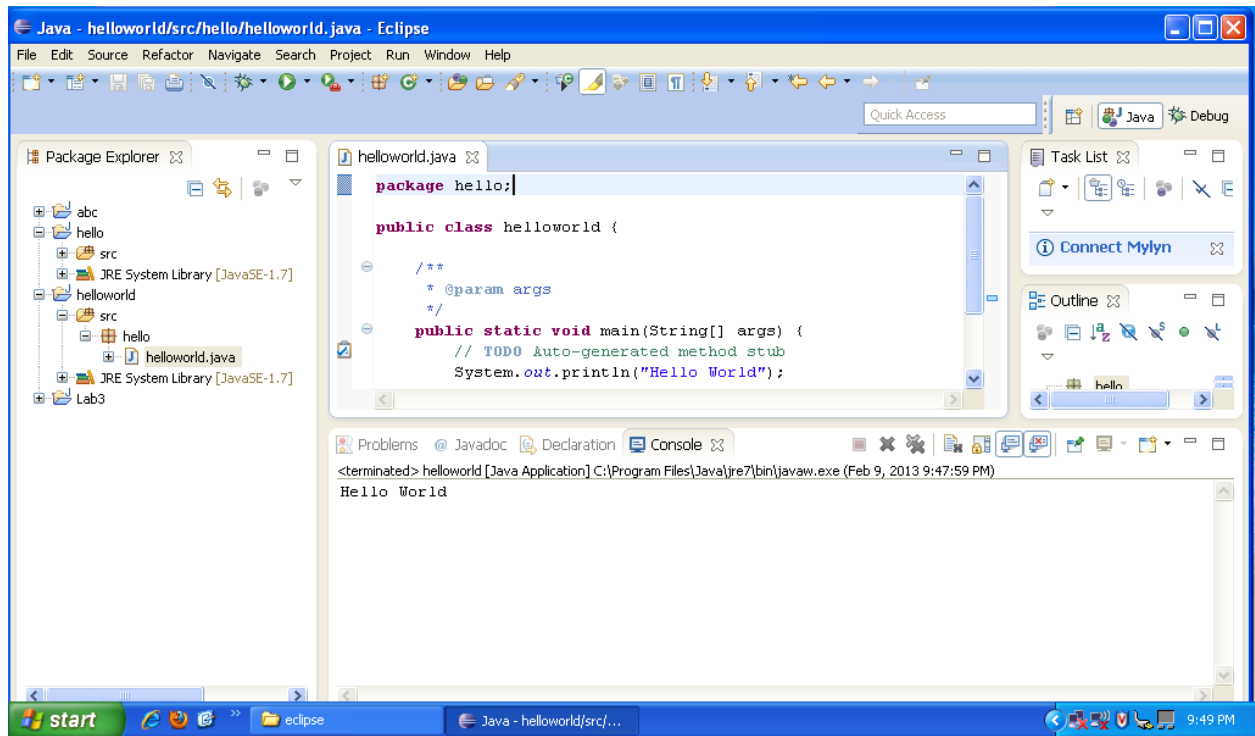 Java - helloworld/src/hello/helloworld.java - Eclipse
File Edit Source Refactor Navigate Search Project Run Window Help
Quick Access
Java
Debug
Package Explorer
abc
hello
src
JRE System Library [JavaSE-1.7]
helloworld
src
hello
helloworld.java
JRE System Library [JavaSE-1.7]
Lab3
helloworld.java
package hello;
public class helloworld {
/**
* @param args
*/
public static void main(String[] args) {
// TODO Auto-generated method stub
System.out.println("Hello World");
Task List
Connect Mylyn
Outline
hello
Problems @ Javadoc Declaration Console
<terminated> helloworld [Java Application] C:\Program Files\Java\jre7\bin\javaw.exe (Feb 9, 2013 9:47:59 PM)
Hello World
start
eclipse
Java - helloworld/src/...
9:49 PM